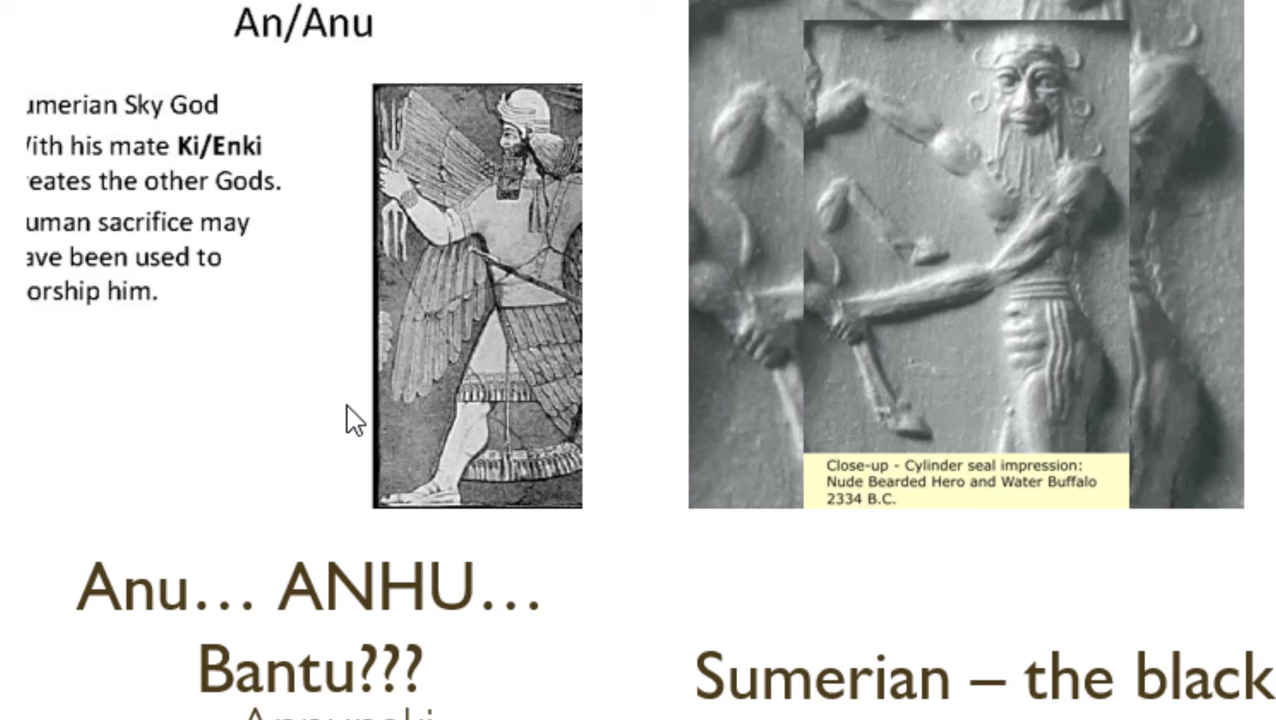 An/Anu
umerian Sky God
ith his mate Ki/Enki
eates the other Gods.
uman sacrifice may
ave been used to
orship him.
Close-up - Cylinder seal impression:
Nude Bearded Hero and Water Buffalo
2334 B.C.
Anu... ANHU...
Bantu???
Sumerian – the black